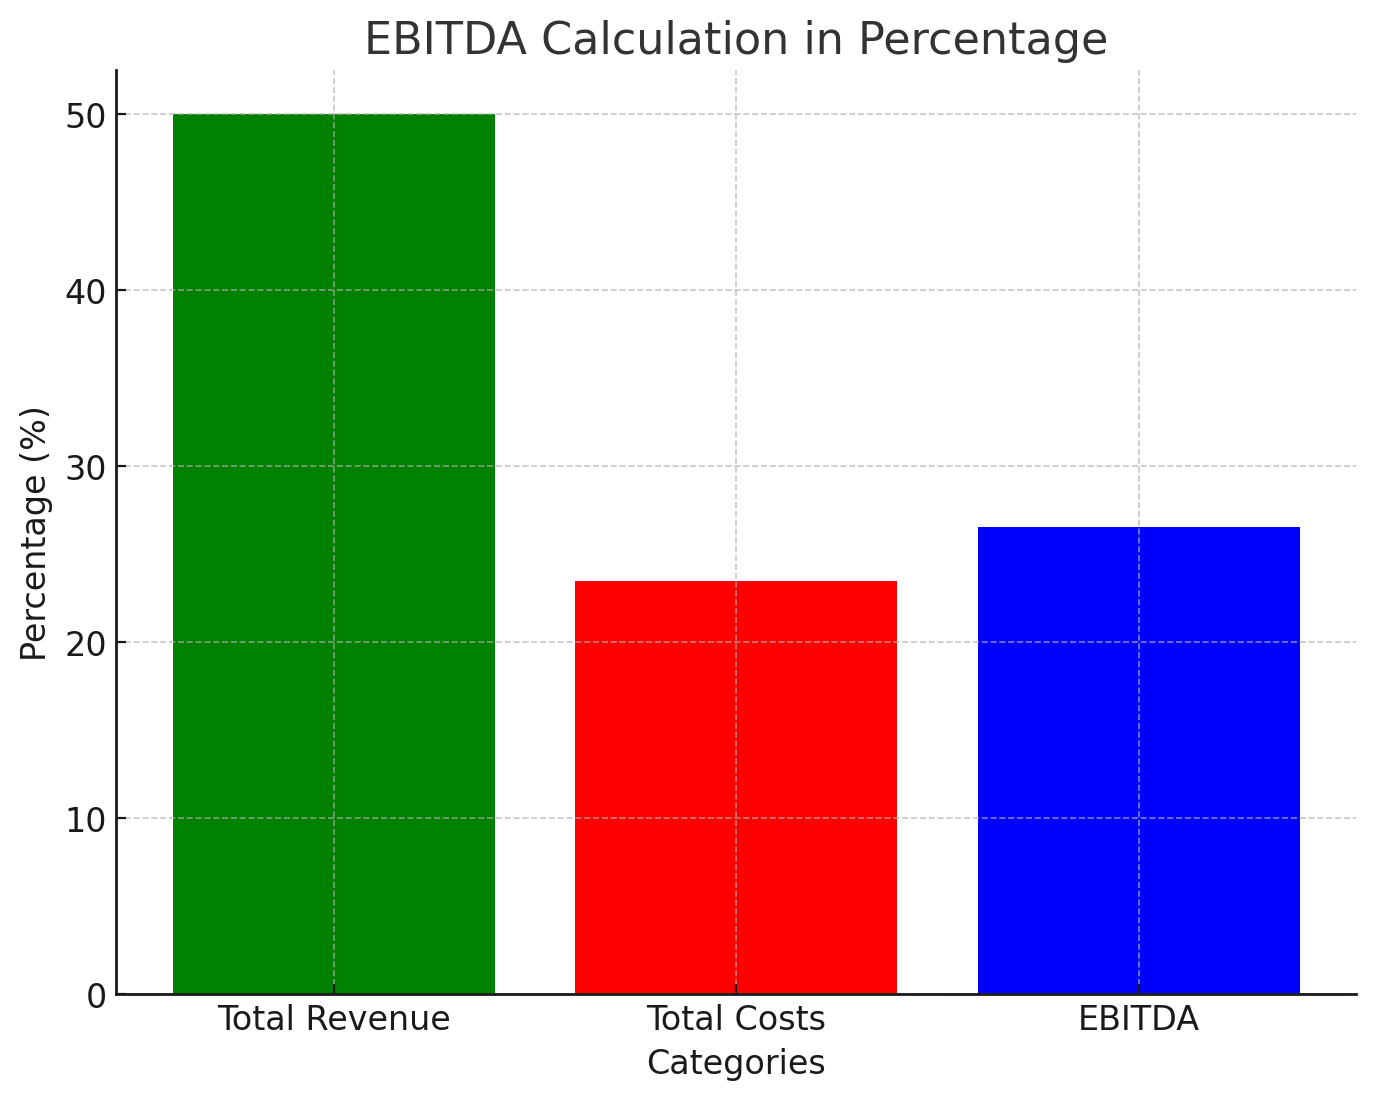 EBITDA Calculation in Percentage
Percentage (%)
50
40
30
20
10
0
Total Revenue
Total Costs
EBITDA
Categories